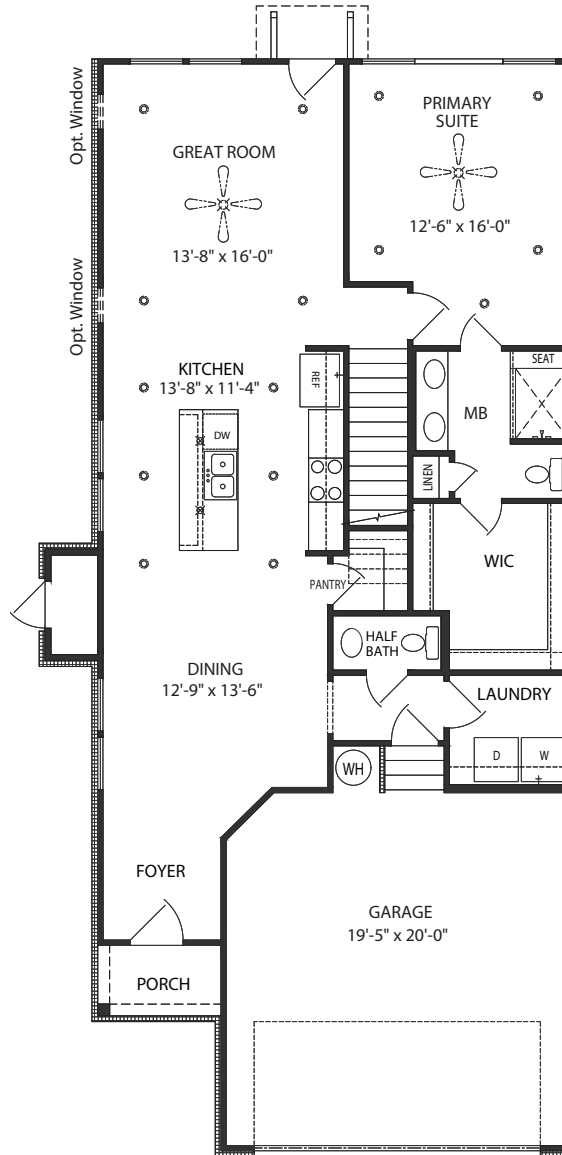 Opt. Window
PRIMARY
SUITE
12'-6" x 16'-0"
GREAT ROOM
13'-8" x 16'-0"
Opt. Window
KITCHEN
13'-8" x 11'-4"
REF
SEAT
MB
DW
LINEN
WIC
PANTRY
HALF
BATH
DINING
12'-9" x 13'-6"
LAUNDRY
D
W
WH
FOYER
GARAGE
19'-5" x 20'-0"
PORCH